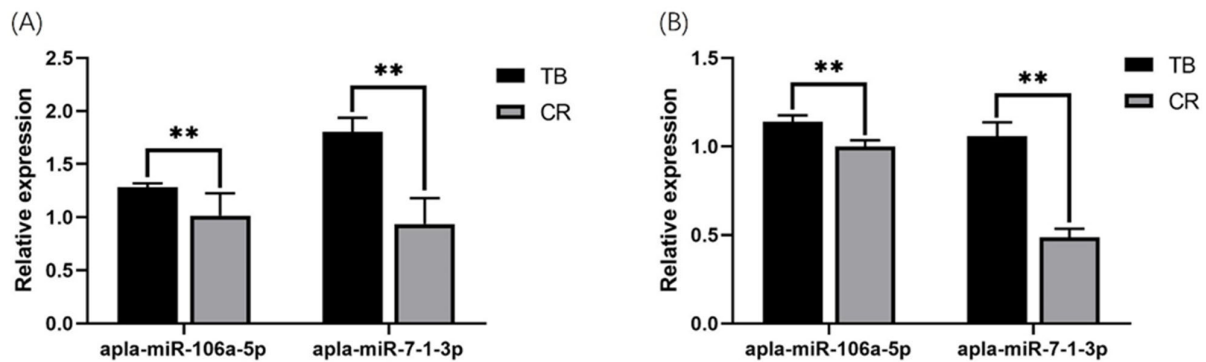 (A)
Relative expression
2.5
2.0
1.5
1.0
0.5
0.0
**
**
TB
CR
apla-miR-106a-5p apla-miR-7-1-3p
(B)
Relative expression
1.5
1.0
0.5
0.0
**
**
TB
CR
apla-miR-106a-5p apla-miR-7-1-3p